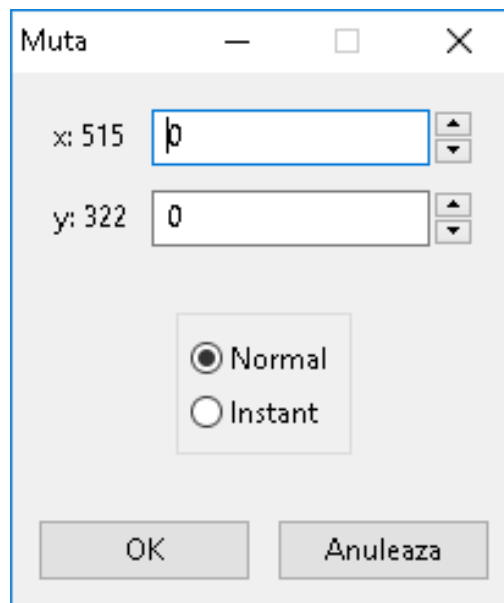 Muta
x: 515 0
y: 322 0
Normal
Instant
OK Anuleaza